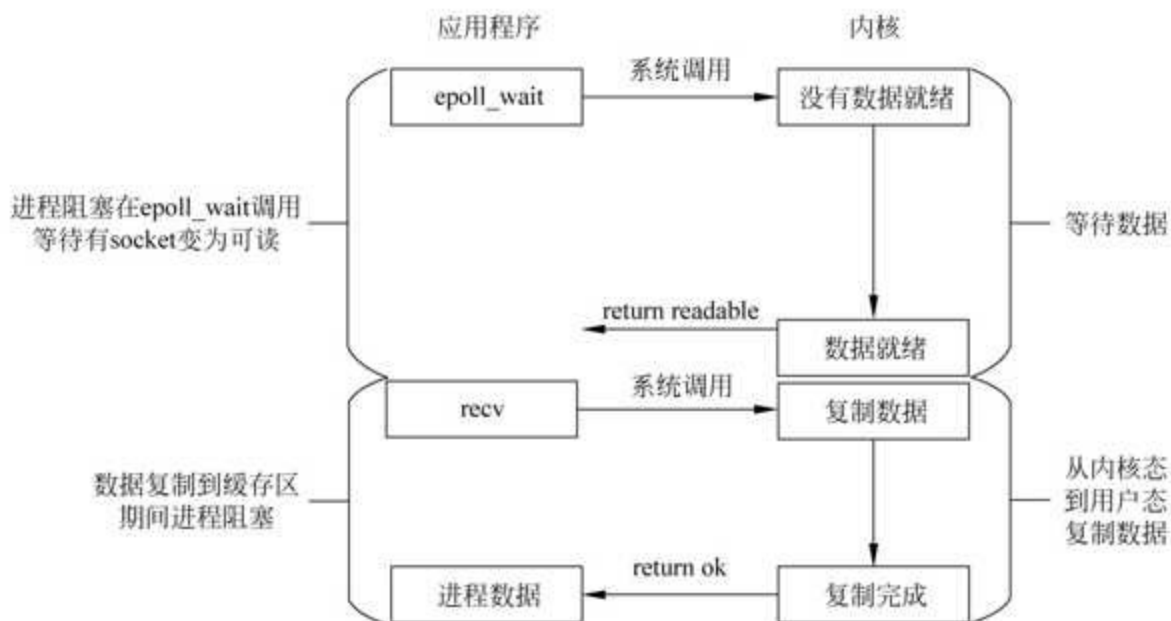 应用程序
内核
epoll_wait
系统调用
没有数据就绪
进程阻塞在epoll_wait调用
等待有socket变为可读
等待数据
return readable
数据就绪
recv
系统调用
复制数据
数据复制到缓存区
期间进程阻塞
从内核态
到用户态
复制数据
进程数据
return ok
复制完成